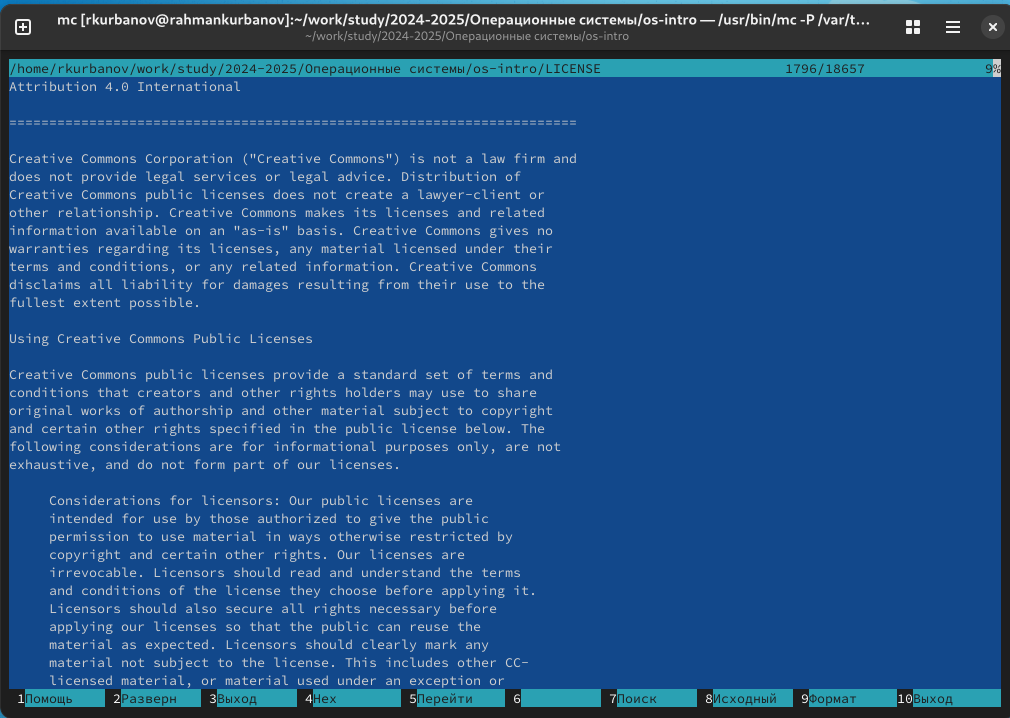 mc [rkurbanov@rahmankurbanov]:~/work/study/2024-2025/Операционные системы/os-intro — /usr/bin/mc -P /var/t…
~/work/study/2024-2025/Операционные системы/os-intro
/home/rkurbanov/work/study/2024-2025/Операционные системы/os-intro/LICENSE 1796/18657 9%
Attribution 4.0 International
=======================================================================
Creative Commons Corporation ("Creative Commons") is not a law firm and
does not provide legal services or legal advice. Distribution of
Creative Commons public licenses does not create a lawyer-client or
other relationship. Creative Commons makes its licenses and related
information available on an "as-is" basis. Creative Commons gives no
warranties regarding its licenses, any material licensed under their
terms and conditions, or any related information. Creative Commons
disclaims all liability for damages resulting from their use to the
fullest extent possible.
Using Creative Commons Public Licenses
Creative Commons public licenses provide a standard set of terms and
conditions that creators and other rights holders may use to share
original works of authorship and other material subject to copyright
and certain other rights specified in the public license below. The
following considerations are for informational purposes only, are not
exhaustive, and do not form part of our licenses.
Considerations for licensors: Our public licenses are
intended for use by those authorized to give the public
permission to use material in ways otherwise restricted by
copyright and certain other rights. Our licenses are
irrevocable. Licensors should read and understand the terms
and conditions of the license they choose before applying it.
Licensors should also secure all rights necessary before
applying our licenses so that the public can reuse the
material as expected. Licensors should clearly mark any
material not subject to the license. This includes other CC-
licensed material, or material used under an exception or
1Помощь 2Разверн 3Выход 4Hex 5Перейти 6 7Поиск 8Исходный 9Формат 10Выход